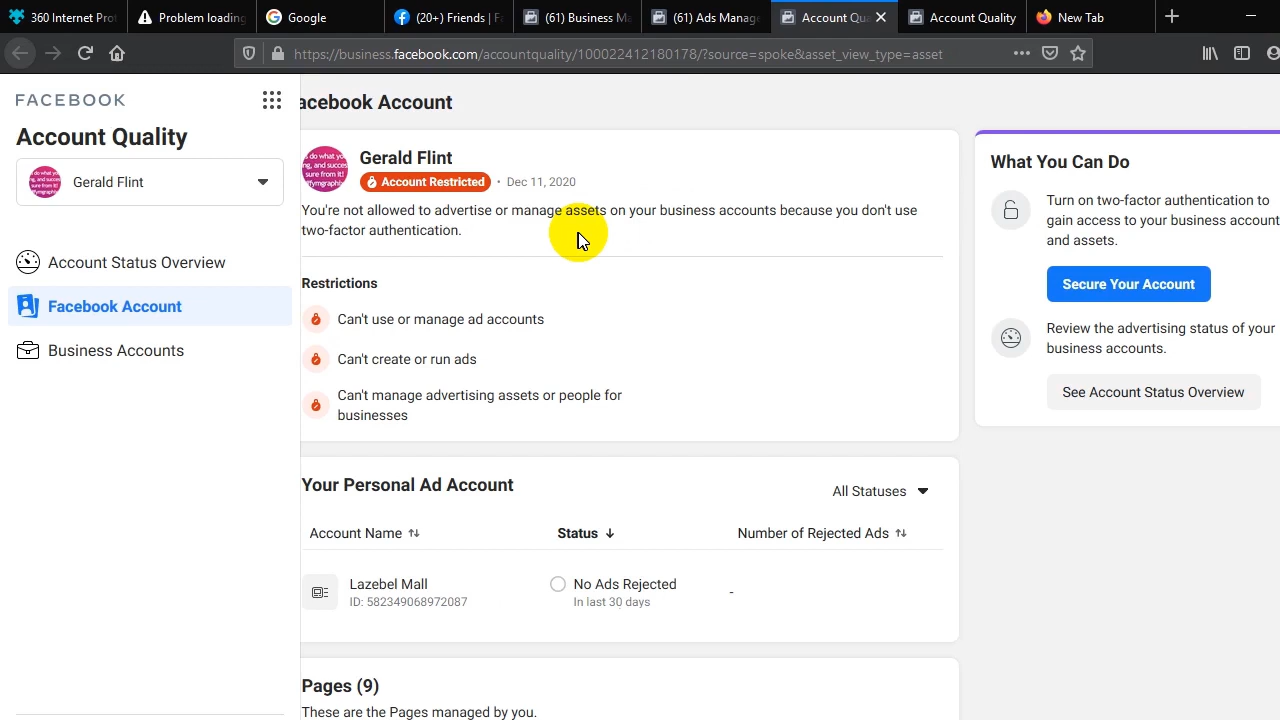 360 Internet Prot
Problem loading
Google
(20+) Friends | Fa
(61) Business Ma
(61) Ads Manage
Account Qua
Account Quality
New Tab
https://business.facebook.com/accountquality/100022412180178/?source=spoke&asset_view_type=asset
FACEBOOK
Account Quality
Gerald Flint
Account Status Overview
Facebook Account
Business Accounts
acebook Account
Gerald Flint
Account Restricted · Dec 11, 2020
You're not allowed to advertise or manage assets on your business accounts because you don't use
two-factor authentication.
Restrictions
Can't use or manage ad accounts
Can't create or run ads
Can't manage advertising assets or people for
businesses
Your Personal Ad Account
All Statuses
Account Name
Status
Number of Rejected Ads
Lazebel Mall
ID: 582349068972087
No Ads Rejected
In last 30 days
-
Pages (9)
These are the Pages managed by you.
What You Can Do
Turn on two-factor authentication to
gain access to your business account
and assets.
Secure Your Account
Review the advertising status of your
business accounts.
See Account Status Overview